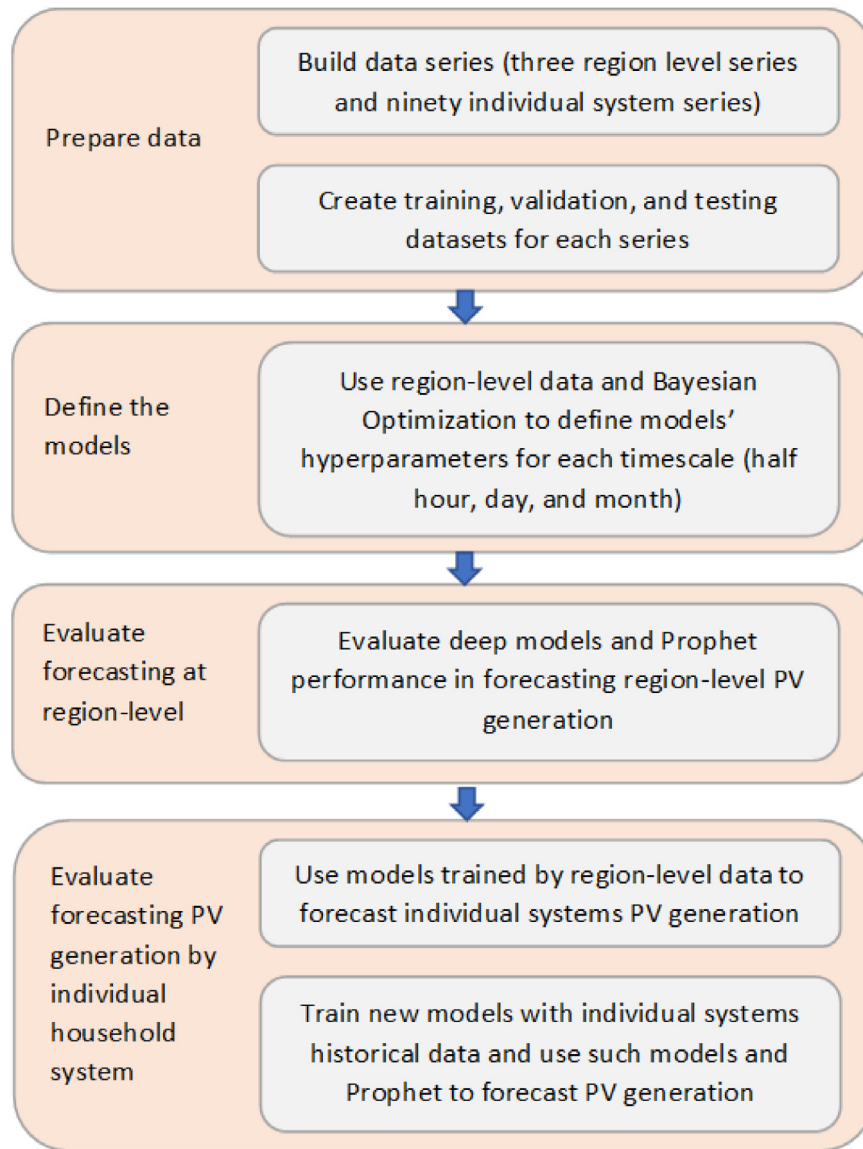 Prepare data
Build data series (three region level series
and ninety individual system series)
Create training, validation, and testing
datasets for each series
Define the
models
Use region-level data and Bayesian
Optimization to define models’
hyperparameters for each timescale (half
hour, day, and month)
Evaluate
forecasting at
region-level
Evaluate deep models and Prophet
performance in forecasting region-level PV
generation
Evaluate
forecasting PV
generation by
individual
household
system
Use models trained by region-level data to
forecast individual systems PV generation
Train new models with individual systems
historical data and use such models and
Prophet to forecast PV generation